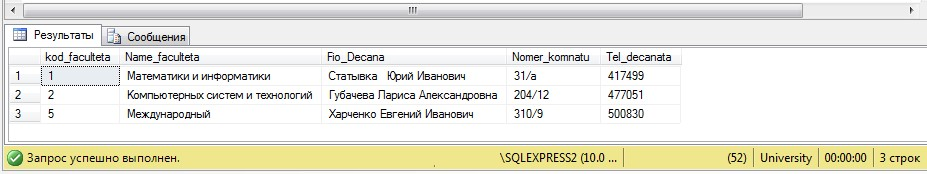 Результаты Сообщения
kod_faculteta Name_faculteta Fio_Decana Nomer_komnatu Tel_decanata
1 1 Математики и информатики Статывка Юрий Иванович 31/a 417499
2 2 Компьютерных систем и технологий Губачева Лариса Александровна 204/12 477051
3 5 Международный Харченко Евгений Иванович 310/9 500830
Запрос успешно выполнен. \SQLEXPRESS2 (10.0 ... (52) University 00:00:00 3 строк